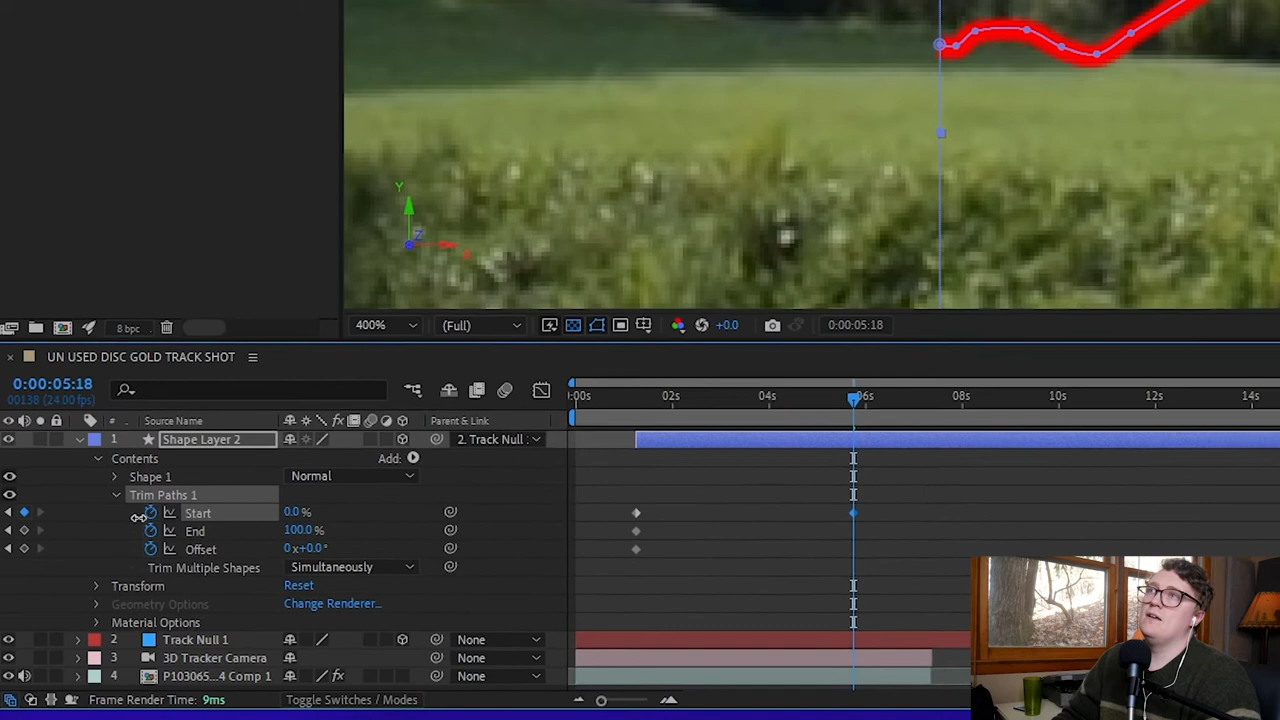 Y
Z
X
8 bpc
400%
(Full)
+0.0
0:00:05:18
× UN USED DISC GOLD TRACK SHOT
0:00:05:18
00138 (24.00 fps)
:00s 02s 04s 06s 08s 10s 12s 14s
# Source Name fx Parent & Link
1 Shape Layer 2 2. Track Null :
Contents Add:
Shape 1 Normal
Trim Paths 1
Start 0.0 %
End 100.0 %
Offset 0x+0.0°
Trim Multiple Shapes Simultaneously
Transform Reset
Geometry Options Change Renderer...
Material Options
2 Track Null 1 None
3 3D Tracker Camera None
4 P103065...4 Comp 1 fx None
Frame Render Time: 9ms Toggle Switches / Modes